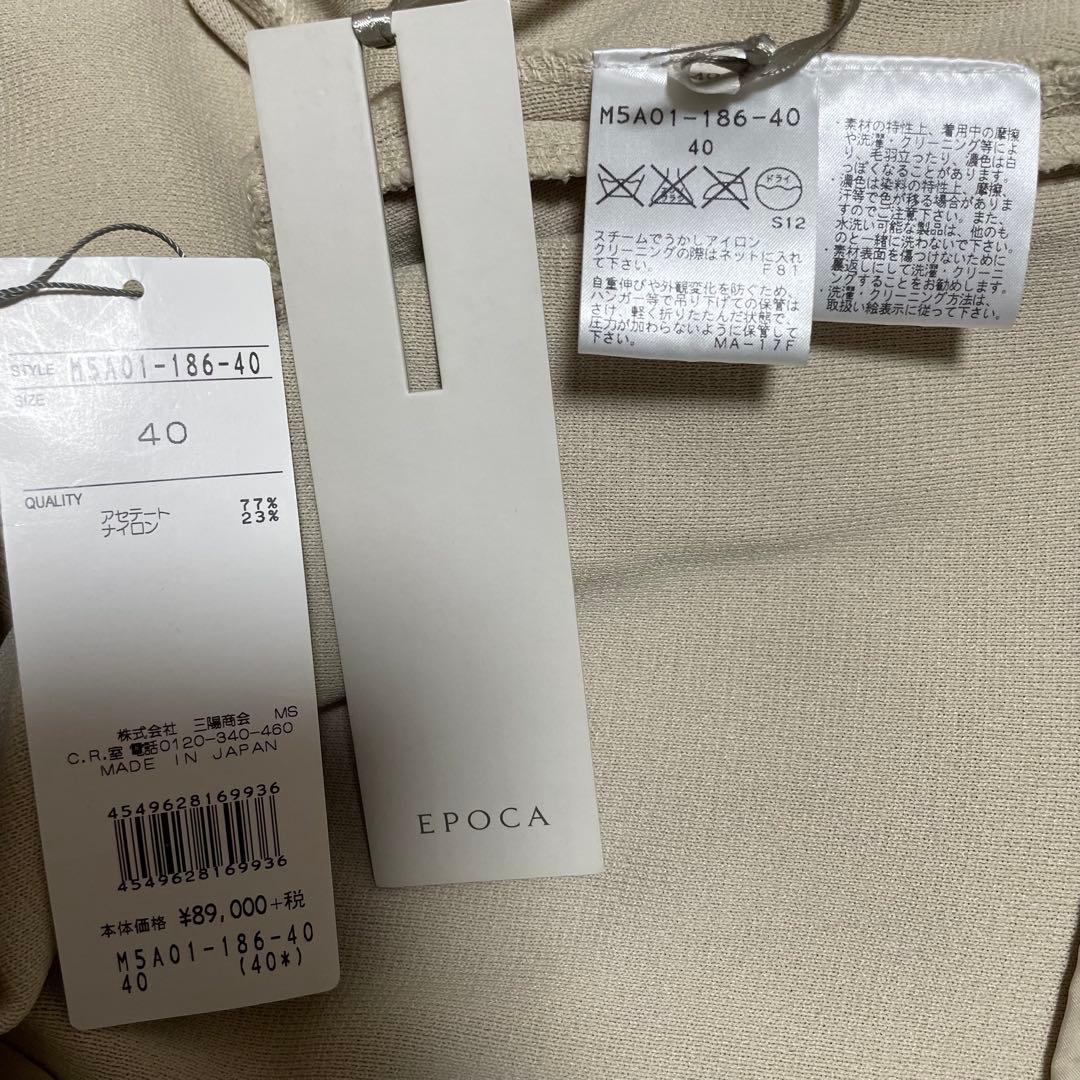 STYLE M5A01-186-40
SIZE
40
QUALITY
アセテート 77%
ナイロン 23%
株式会社 三陽商会 MS
C.R.室 電話0120-340-460
MADE IN JAPAN
4549628169936
4549628169936
本体価格 ¥89,000+税
M5A01-186-40
40 (40*)
EPOCA
M5A01-186-40
40
ドライ
S12
スチームでうかしアイロン
クリーニングの際はネットに入れ
て下さい。 F81
自重伸びや外観変化を防ぐため、
ハンガー等で吊り下げての保管は
さけ、軽く折りたたんだ状態で
圧力が加わらないように保管して
下さい。 MA-17F
・素材の特性上、着用中の摩擦
や洗濯・クリーニング等によ
り、毛羽立ったり、濃色は白
っぽくなることがあります。
・濃色は染料の特性上、摩擦、
汗等で色が移る場合がありま
すのでご注意下さい。また、
水洗い可能な製品は、他のも
のと一緒に洗わないで下さい。
・素材表面を傷つけないために
裏返しにして洗濯・クリーニ
ングすることをお勧めします。
・洗濯・クリーニング方法は、
取扱い絵表示に従って下さい。